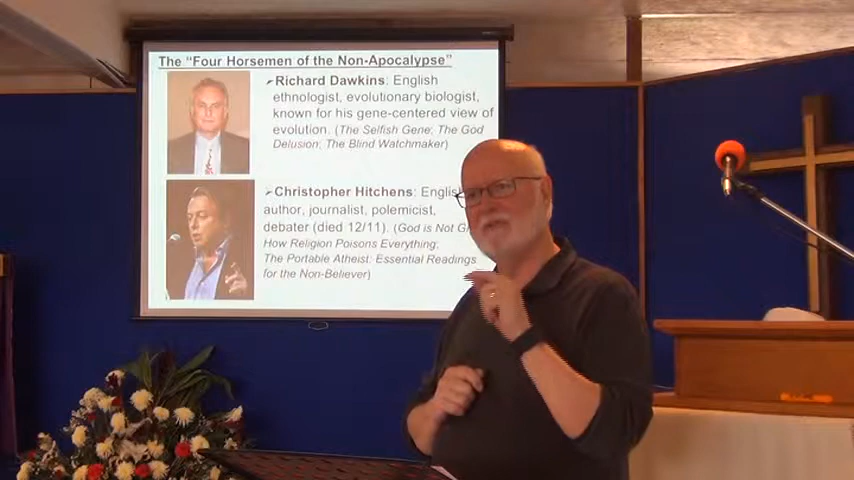 The "Four Horsemen of the Non-Apocalypse"
➢Richard Dawkins: English
ethnologist, evolutionary biologist,
known for his gene-centered view of
evolution. (The Selfish Gene; The God
Delusion; The Blind Watchmaker)
➢Christopher Hitchens: English
author, journalist, polemicist,
debater (died 12/11). (God is Not
How Religion Poisons Everything;
The Portable Atheist: Essential Readings
for the Non-Believer)